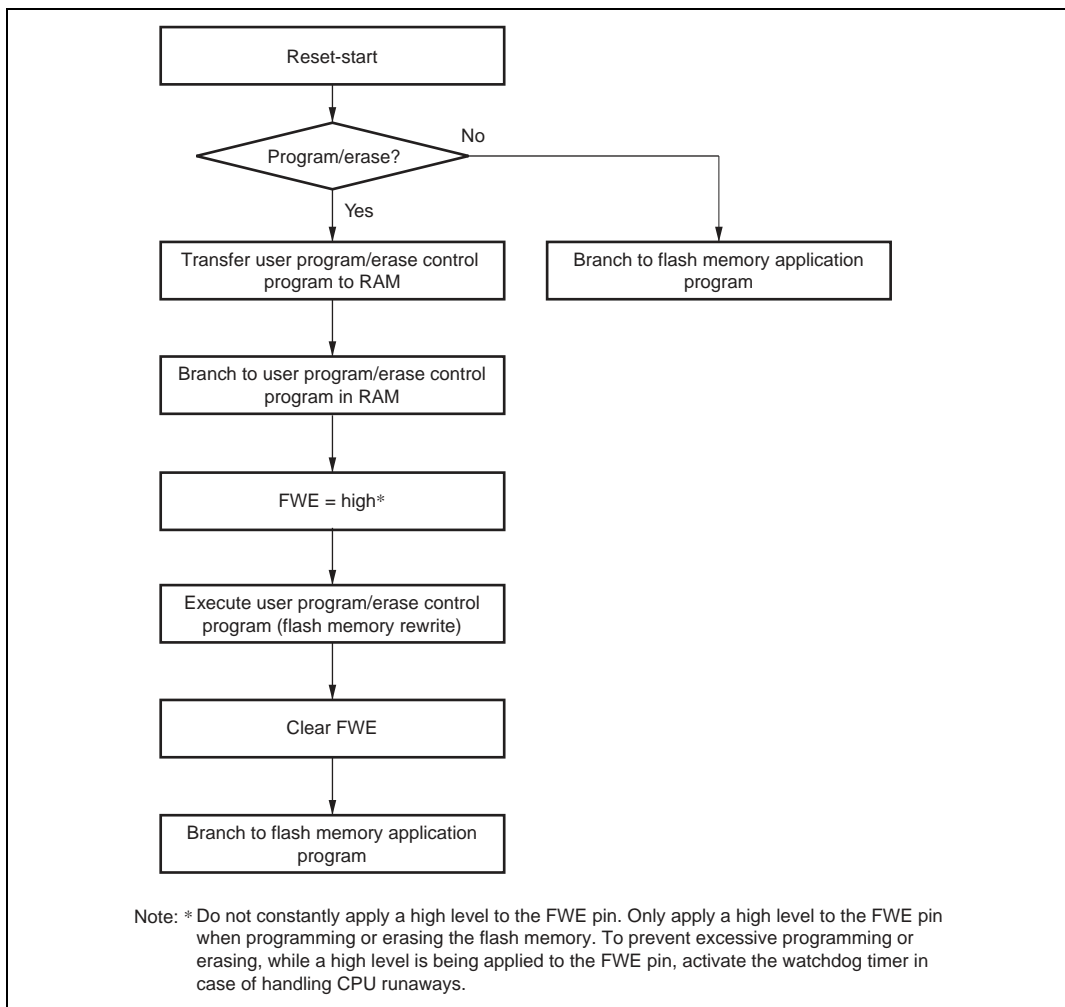 Reset-start
Program/erase?
No
Yes
Transfer user program/erase control
program to RAM
Branch to flash memory application
program
Branch to user program/erase control
program in RAM
FWE = high*
Execute user program/erase control
program (flash memory rewrite)
Clear FWE
Branch to flash memory application
program
Note: * Do not constantly apply a high level to the FWE pin. Only apply a high level to the FWE pin
when programming or erasing the flash memory. To prevent excessive programming or
erasing, while a high level is being applied to the FWE pin, activate the watchdog timer in
case of handling CPU runaways.